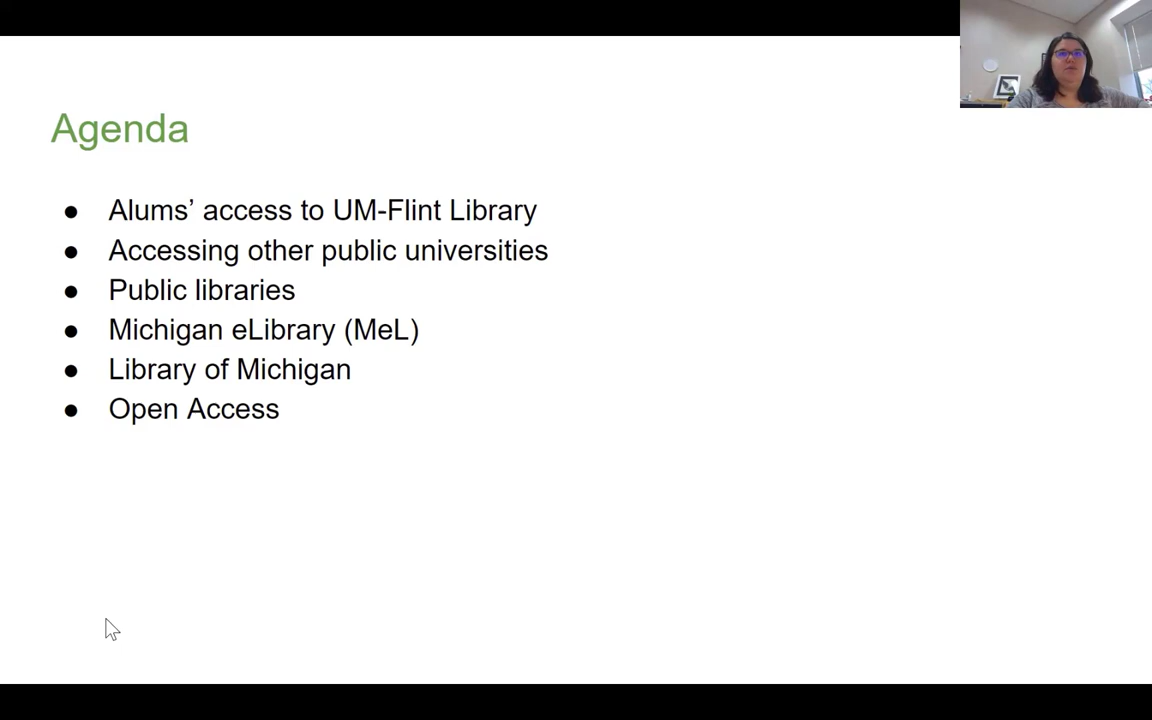 Agenda
● Alums’ access to UM-Flint Library
● Accessing other public universities
● Public libraries
● Michigan eLibrary (MeL)
● Library of Michigan
● Open Access